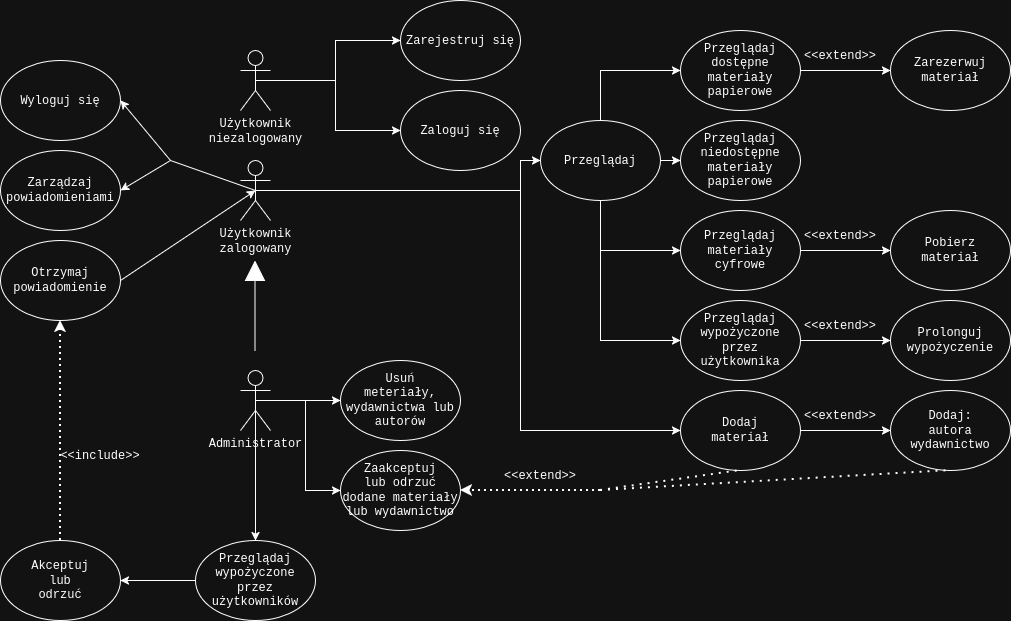 Zarejestruj się
Użytkownik
niezalogowany
Zaloguj się
Wyloguj się
Zarządzaj
powiadomieniami
Otrzymaj
powiadomienie
Użytkownik
zalogowany
Przeglądaj
Przeglądaj
dostępne
materiały
papierowe
<<extend>>
Zarezerwuj
materiał
Przeglądaj
niedostępne
materiały
papierowe
Przeglądaj
materiały
cyfrowe
<<extend>>
Pobierz
materiał
Przeglądaj
wypożyczone
przez
użytkownika
<<extend>>
Prolonguj
wypożyczenie
Dodaj
materiał
<<extend>>
Dodaj:
autora
wydawnictwo
Administrator
Usuń
meteriały,
wydawnictwa lub
autorów
Zaakceptuj
lub odrzuć
dodane materiały
lub wydawnictwo
<<extend>>
<<include>>
Akceptuj
lub
odrzuć
Przeglądaj
wypożyczone
przez
użytkowników